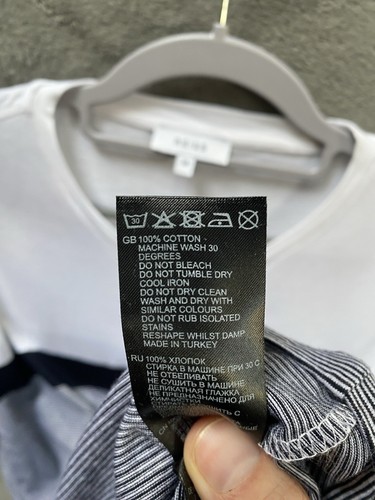 30
GB 100% COTTON
MACHINE WASH 30
DEGREES
DO NOT BLEACH
DO NOT TUMBLE DRY
COOL IRON
DO NOT DRY CLEAN
WASH AND DRY WITH
SIMILAR COLOURS
DO NOT RUB ISOLATED
STAINS
RESHAPE WHILST DAMP
MADE IN TURKEY
RU 100% ХЛОПОК
СТИРКА В МАШИНЕ ПРИ 30 С
НЕ ОТБЕЛИВАТЬ
НЕ СУШИТЬ В МАШИНЕ
ДЕЛИКАТНАЯ ГЛАЖКА
НЕ ПРЕДНАЗНАЧЕНО ДЛЯ